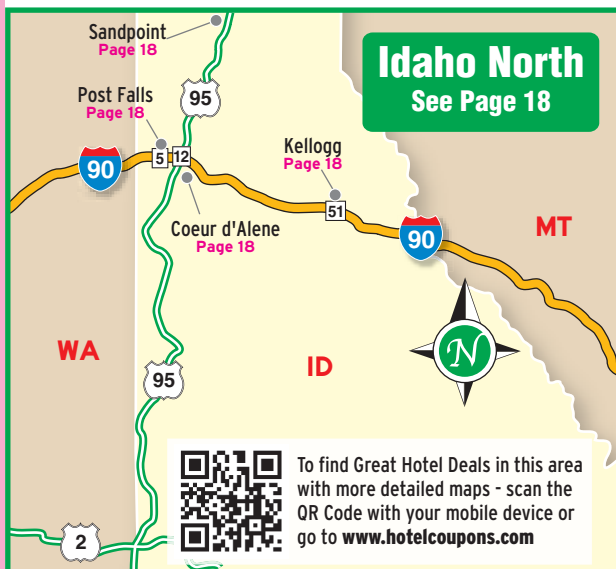 Sandpoint
Page 18
Idaho North
See Page 18
95
Post Falls
Page 18
5
12
90
Kellogg
Page 18
51
Coeur d'Alene
Page 18
90
MT
WA
N
ID
95
To find Great Hotel Deals in this area
with more detailed maps - scan the
QR Code with your mobile device or
go to www.hotelcoupons.com
2